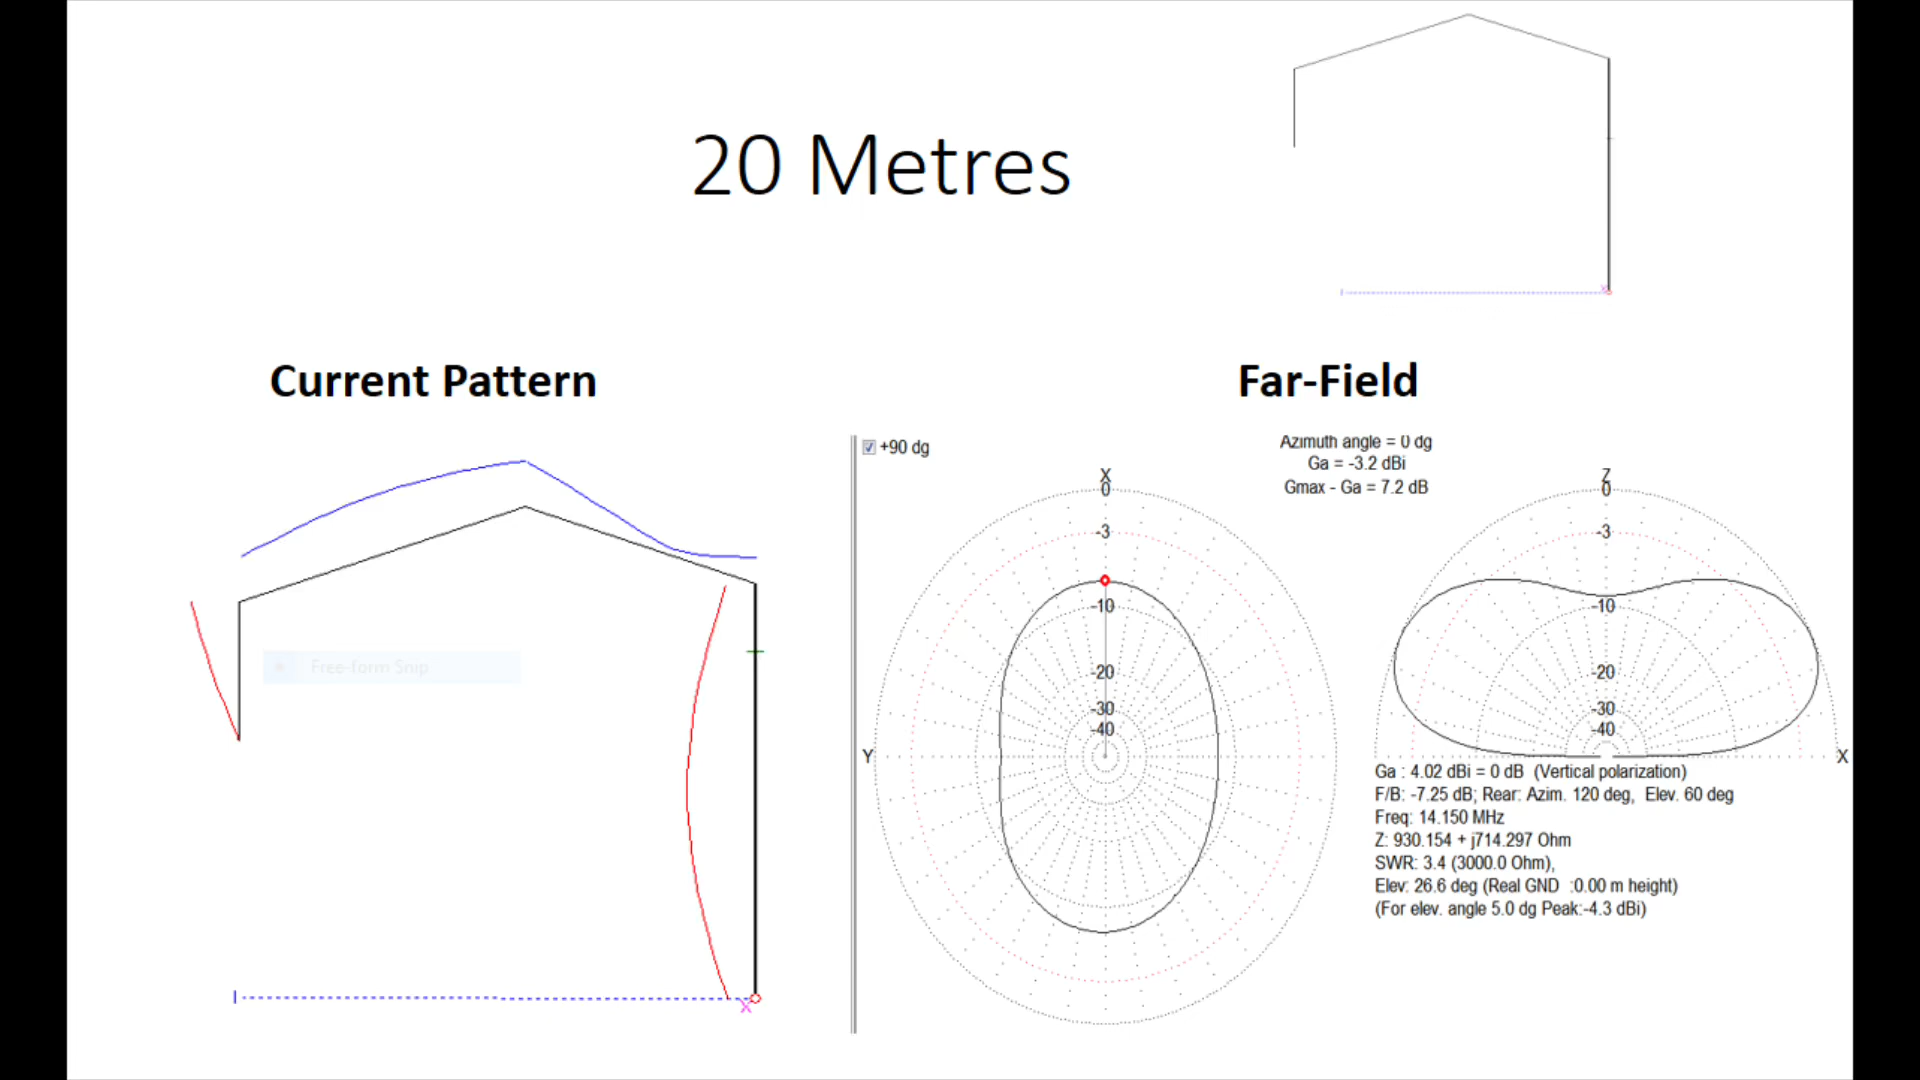 20 Metres
Current Pattern
Far-Field
+90 dg
Azimuth angle = 0 dg
Ga = -3.2 dBi
Gmax - Ga = 7.2 dB
X
0
-3
-10
-20
-30
-40
Y
Z
0
-3
-10
-20
-30
-40
X
Free-form Snip
X
Ga : 4.02 dBi = 0 dB (Vertical polarization)
F/B: -7.25 dB; Rear: Azim. 120 deg, Elev. 60 deg
Freq: 14.150 MHz
Z: 930.154 + j714.297 Ohm
SWR: 3.4 (3000.0 Ohm),
Elev: 26.6 deg (Real GND :0.00 m height)
(For elev. angle 5.0 dg Peak:-4.3 dBi)